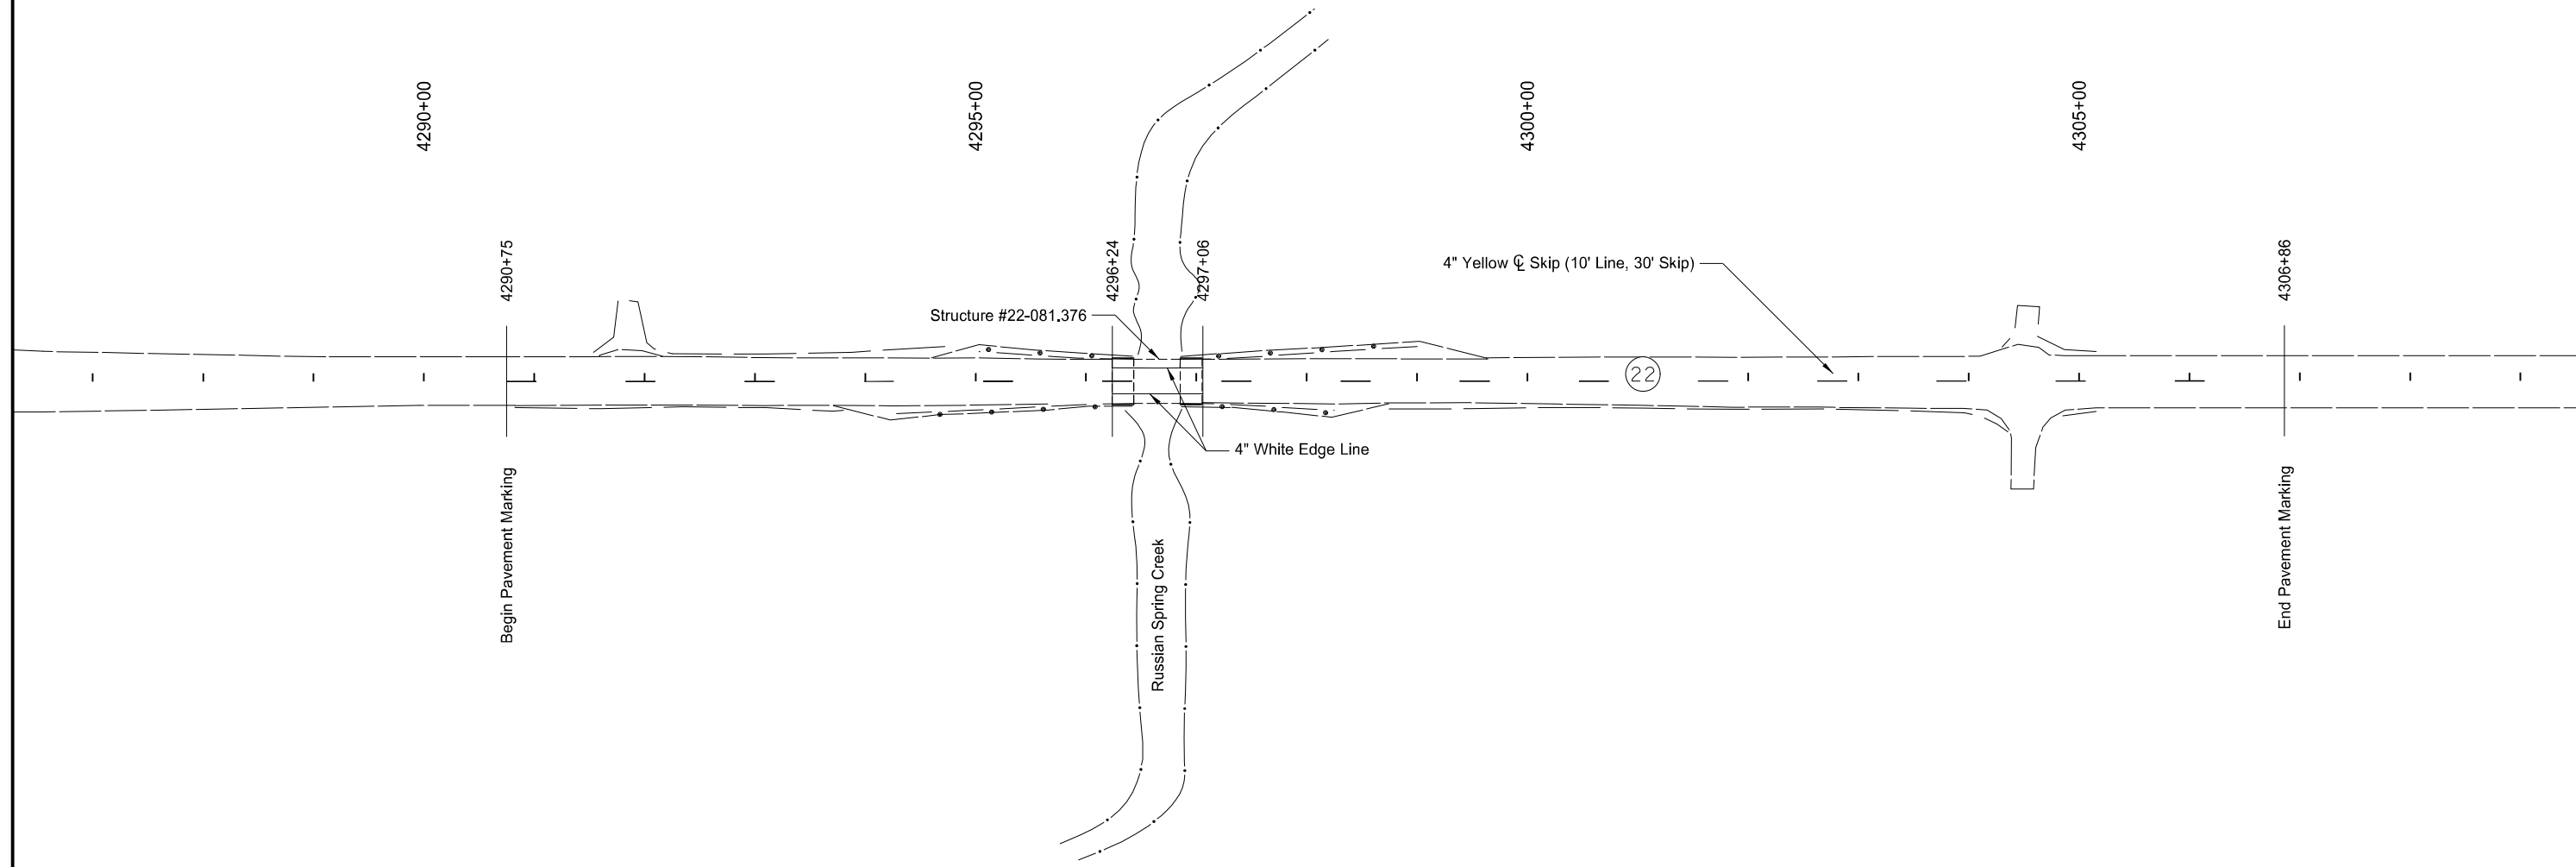 4290+00
4295+00
4300+00
4305+00
4290+75
4296+24
4297+06
4306+86
4" Yellow ℄ Skip (10' Line, 30' Skip)
Structure #22-081.376
22
4" White Edge Line
Begin Pavement Marking
Russian Spring Creek
End Pavement Marking